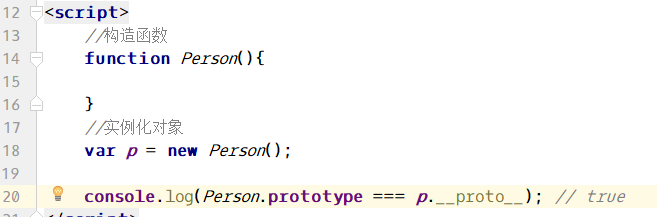 12 <script>
13 //构造函数
14 function Person(){
15
16 }
17 //实例化对象
18 var p = new Person();
19
20 console.log(Person.prototype === p.__proto__); // true